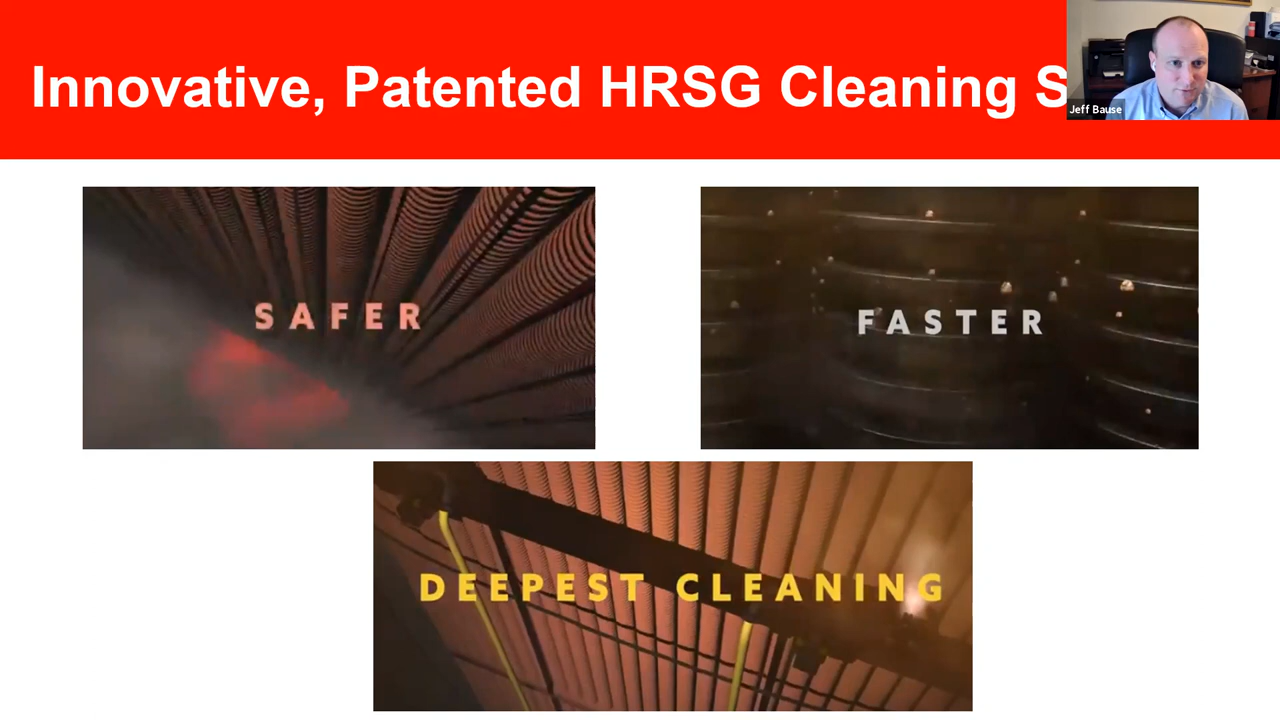 Innovative, Patented HRSG Cleaning S
Jeff Bause
SAFER
FASTER
DEEPEST CLEANING